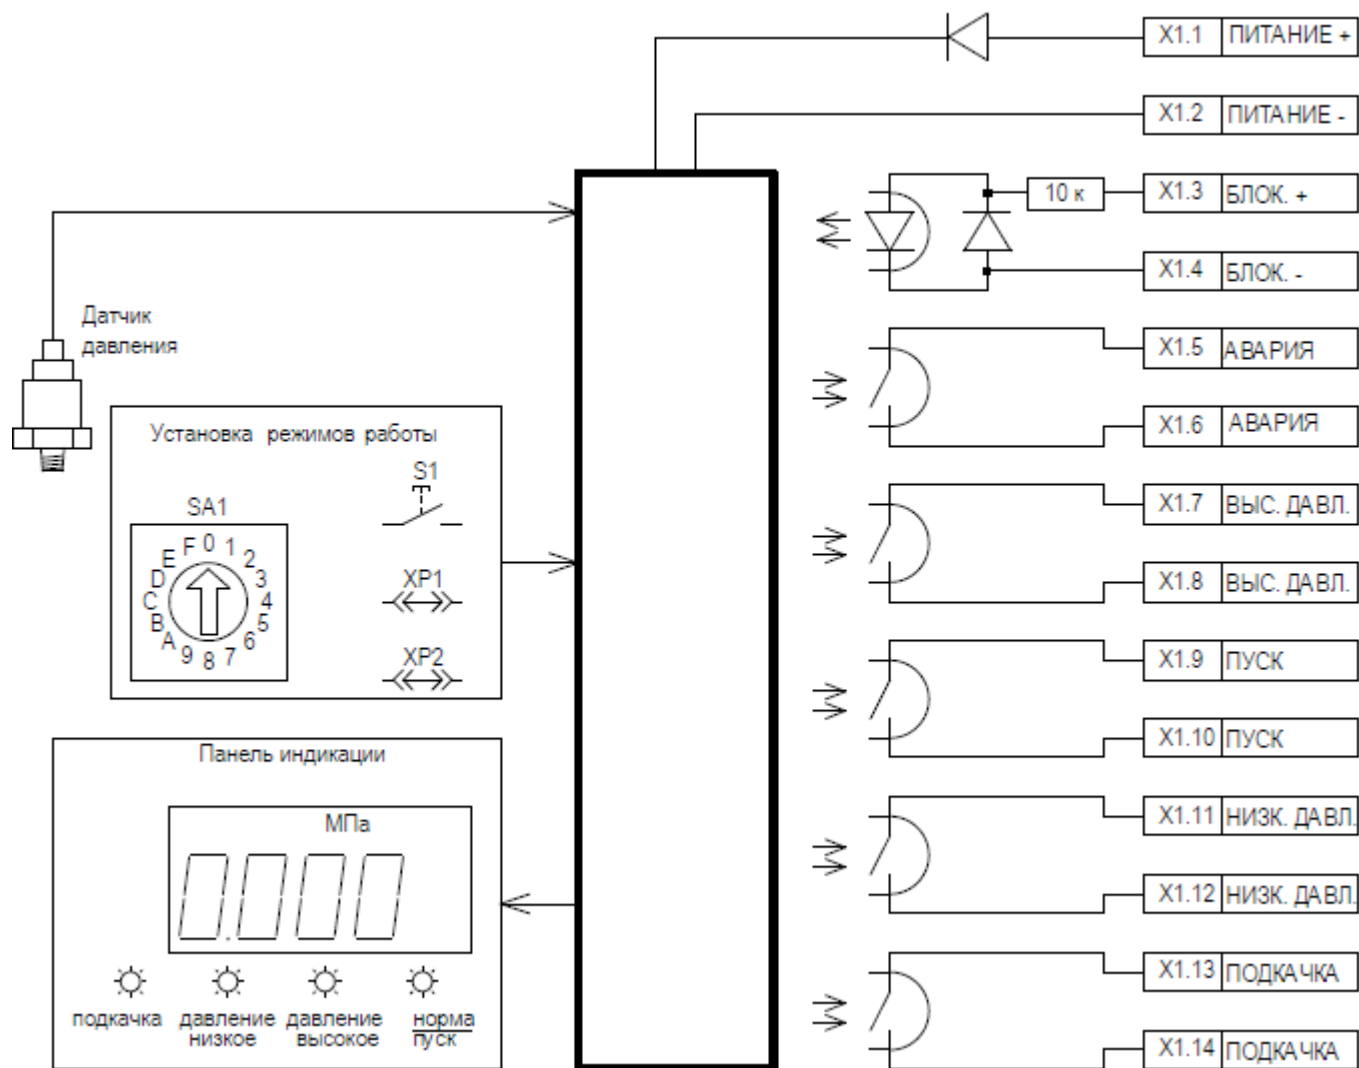 X1.1 ПИТАНИЕ +
X1.2 ПИТАНИЕ -
10 к X1.3 БЛОК. +
X1.4 БЛОК. -
Датчик
давления
X1.5 АВАРИЯ
X1.6 АВАРИЯ
Установка режимов работы
S1
SA1
0 1 2 3 4 5 6 7 8 9 A B C D E F
XP1
XP2
X1.7 ВЫС. ДАВЛ.
X1.8 ВЫС. ДАВЛ.
X1.9 ПУСК
X1.10 ПУСК
Панель индикации
МПа
0.000
подкачка
давление
низкое
давление
высокое
норма
пуск
X1.11 НИЗК. ДАВЛ.
X1.12 НИЗК. ДАВЛ.
X1.13 ПОДКАЧКА
X1.14 ПОДКАЧКА